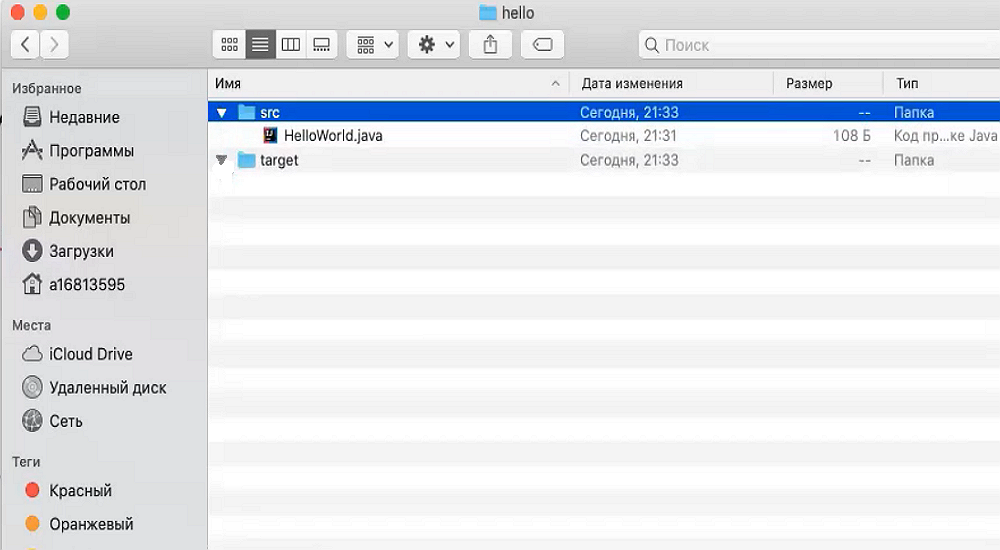 hello
Поиск
Избранное
Недавние
Программы
Рабочий стол
Документы
Загрузки
a16813595
Места
iCloud Drive
Удаленный диск
Сеть
Теги
Красный
Оранжевый
Имя Дата изменения Размер Тип
src Сегодня, 21:33 -- Папка
HelloWorld.java Сегодня, 21:31 108 Б Код пр...ке Java
target Сегодня, 21:33 -- Папка